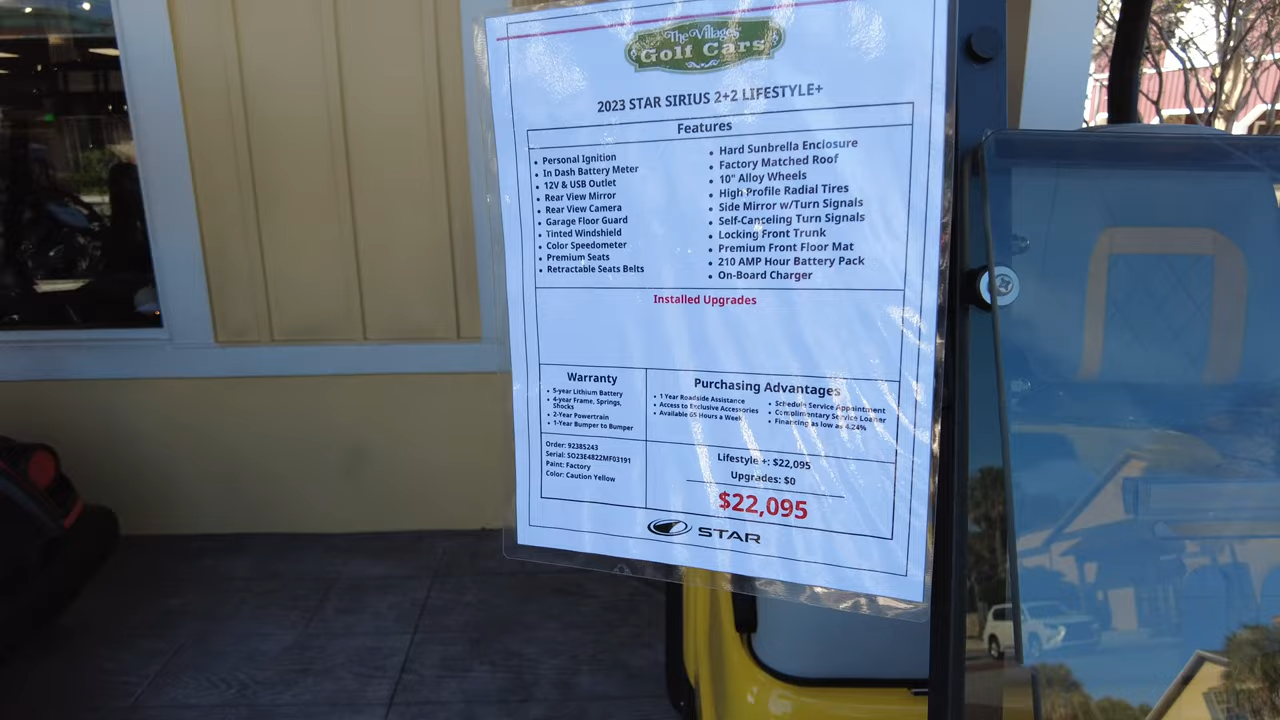 The Villages
Golf Cars
2023 STAR SIRIUS 2+2 LIFESTYLE+
Features
• Personal Ignition
• In Dash Battery Meter
• 12V & USB Outlet
• Rear View Mirror
• Rear View Camera
• Garage Floor Guard
• Tinted Windshield
• Color Speedometer
• Premium Seats
• Retractable Seats Belts
• Hard Sunbrella Enclosure
• Factory Matched Roof
• 10" Alloy Wheels
• High Profile Radial Tires
• Side Mirror w/Turn Signals
• Self-Canceling Turn Signals
• Locking Front Trunk
• Premium Front Floor Mat
• 210 AMP Hour Battery Pack
• On-Board Charger
Installed Upgrades
Warranty
• 5-year Lithium Battery
• 4-year Frame, Springs,
Shocks
• 2-Year Powertrain
• 1-Year Bumper to Bumper
Purchasing Advantages
• 1 Year Roadside Assistance
• Access to Exclusive Accessories
• Available 65 Hours a Week
• Schedule Service Appointment
• Complimentary Service Loaner
• Financing as low as 4.24%
Order: 92385243
Serial: SO23E4822MF03191
Paint: Factory
Color: Caution Yellow
Lifestyle +: $22,095
Upgrades: $0
$22,095
STAR